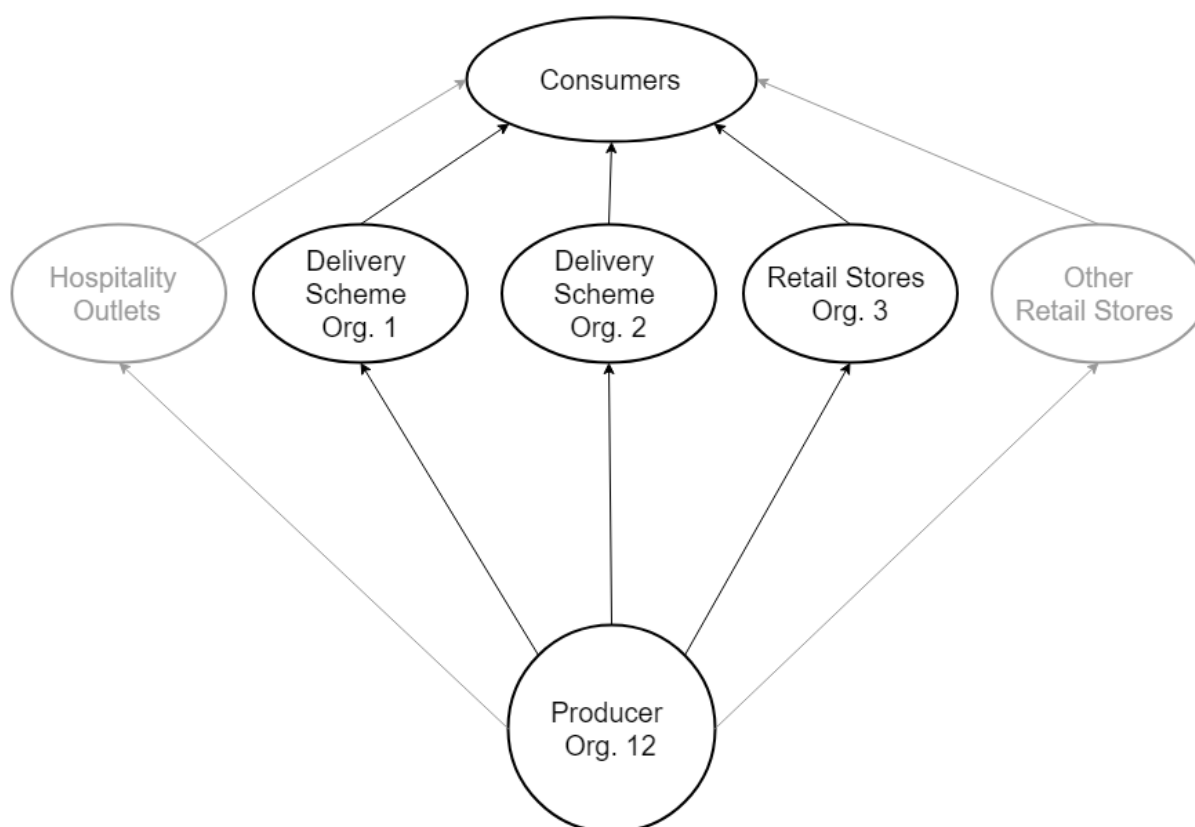 Consumers
Hospitality
Outlets
Delivery
Scheme
Org. 1
Delivery
Scheme
Org. 2
Retail Stores
Org. 3
Other
Retail Stores
Producer
Org. 12